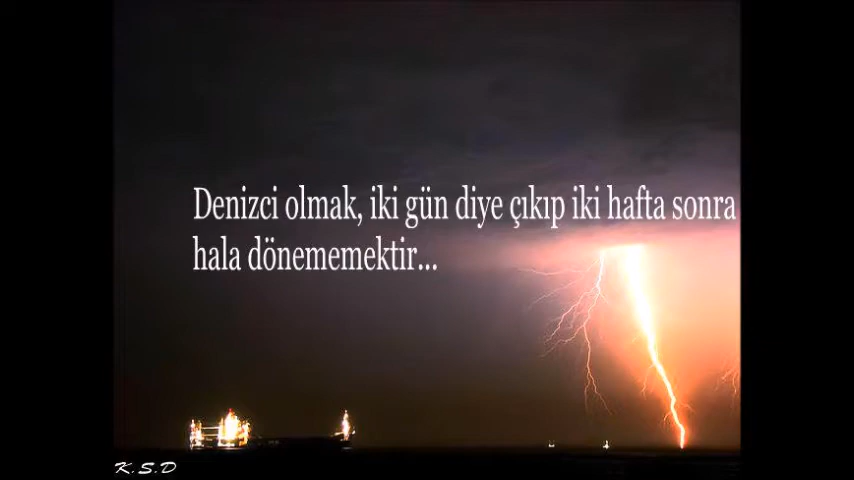 Denizci olmak, iki gün diye çıkıp iki hafta sonra
hala dönememektir...
K.S.D